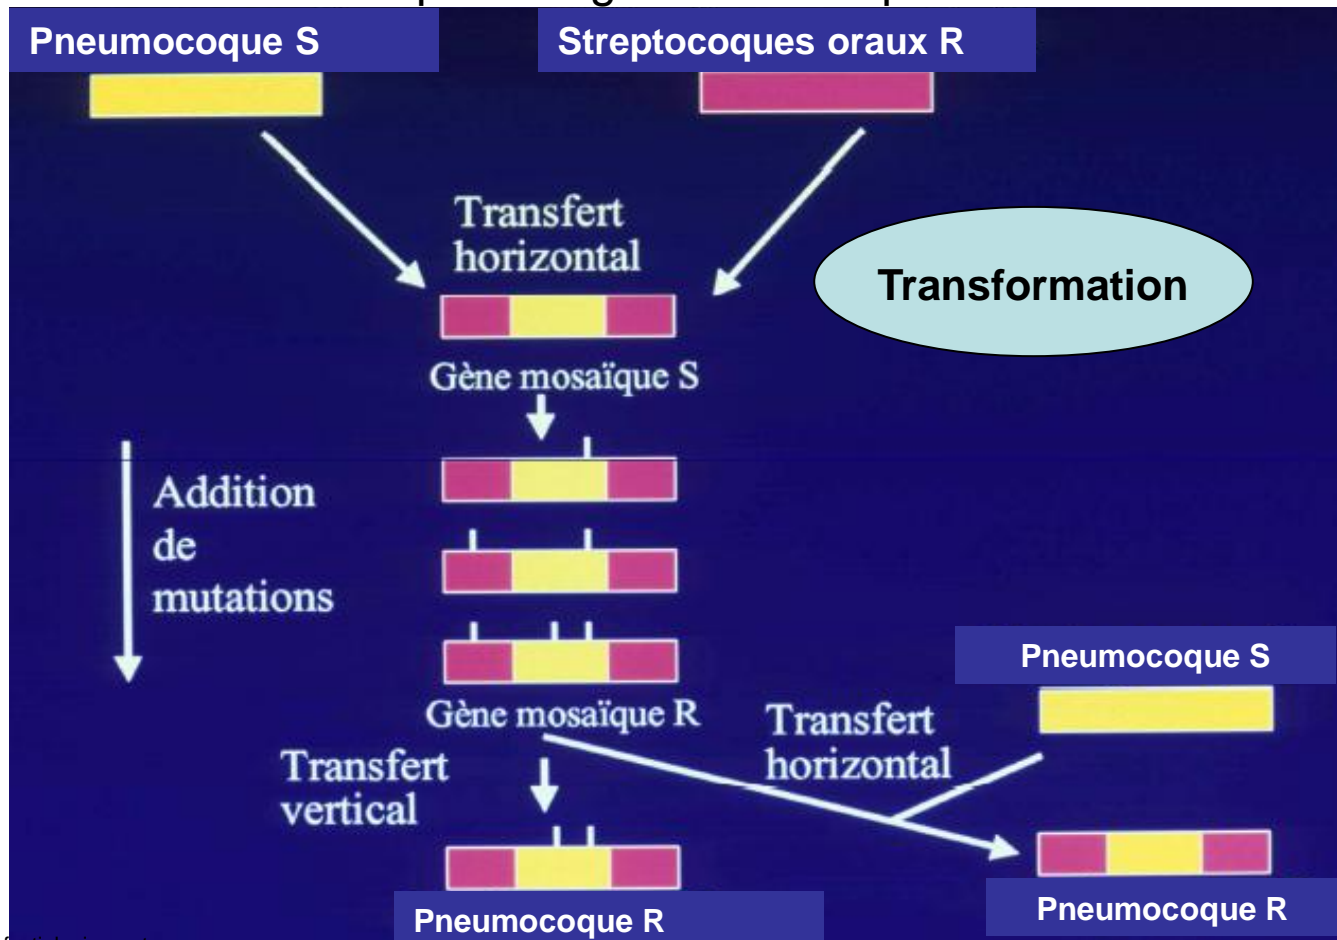 Pneumocoque S
Streptocoques oraux R
Transfert
horizontal
Transformation
Gène mosaïque S
Addition
de
mutations
Pneumocoque S
Gène mosaïque R
Transfert
horizontal
Transfert
vertical
Pneumocoque R
Pneumocoque R